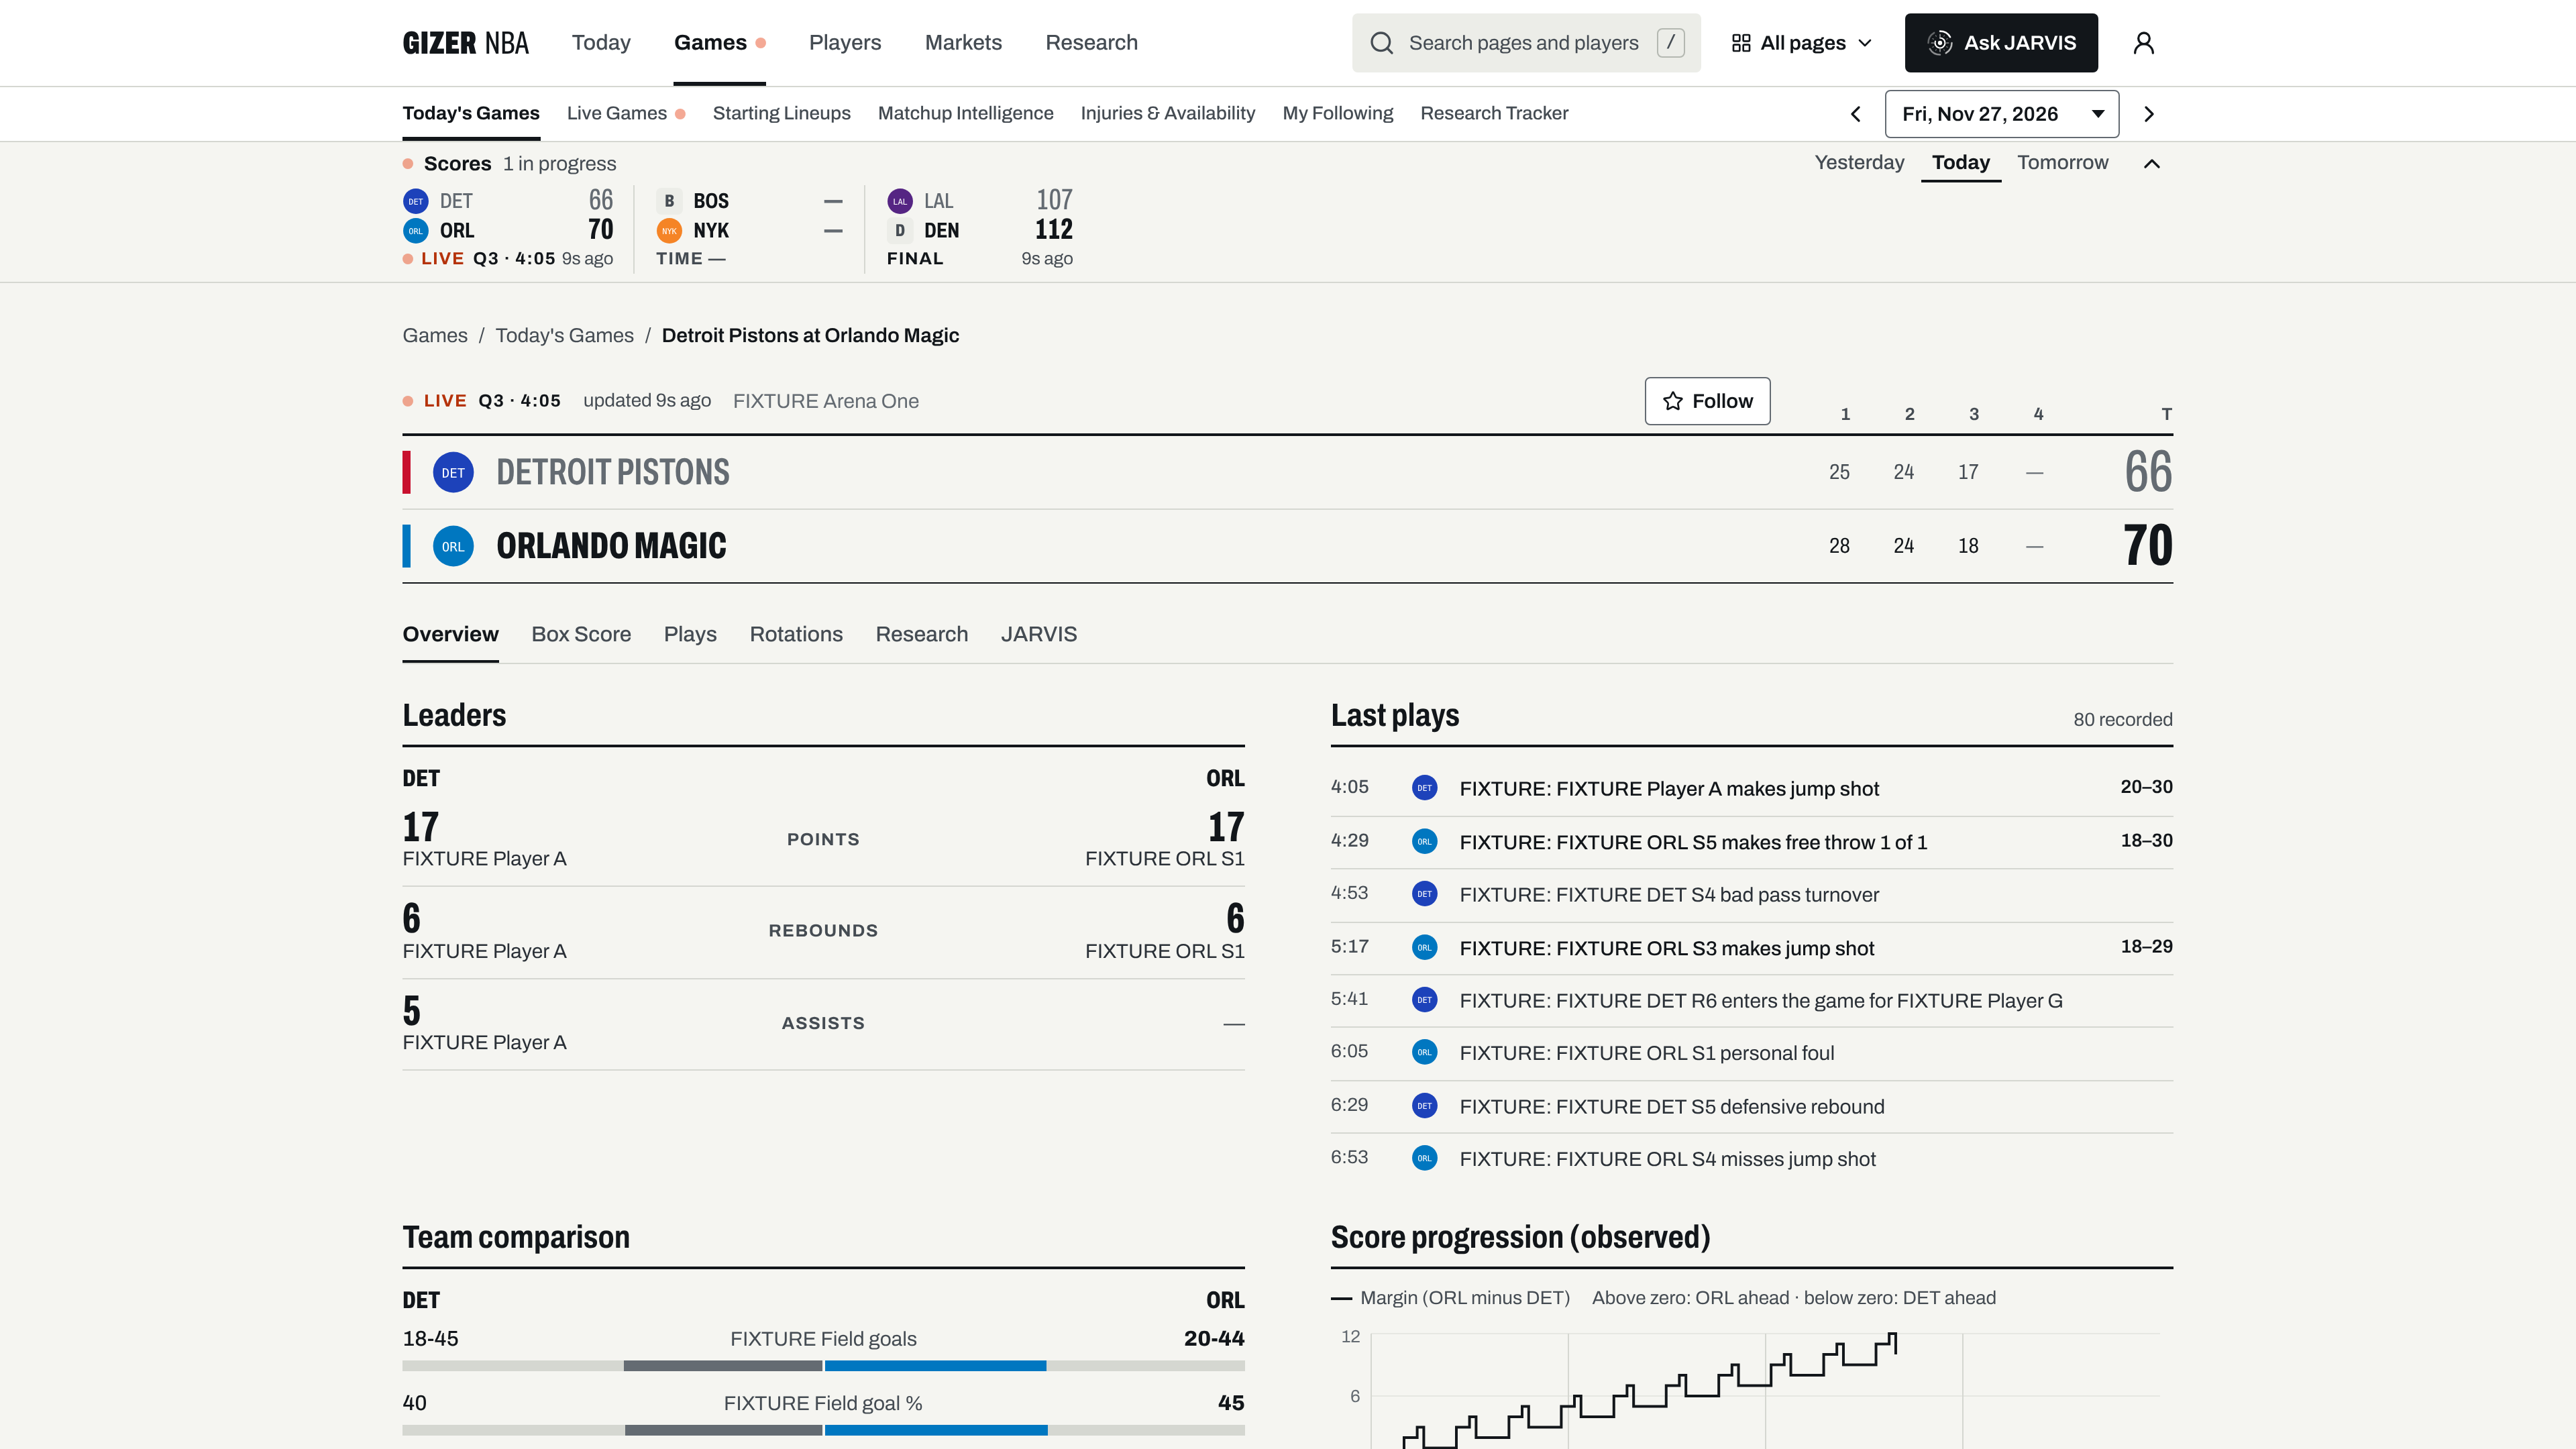 GIZER NBA Today Games Players Markets Research Search pages and players / All pages Ask JARVIS
Today's Games Live Games Starting Lineups Matchup Intelligence Injuries & Availability My Following Research Tracker Fri, Nov 27, 2026
Scores 1 in progress Yesterday Today Tomorrow
DET DET 66 B BOS — LAL LAL 107
ORL ORL 70 NYK NYK — D DEN 112
LIVE Q3 · 4:05 9s ago TIME — FINAL 9s ago
Games / Today's Games / Detroit Pistons at Orlando Magic
LIVE Q3 · 4:05 updated 9s ago FIXTURE Arena One Follow 1 2 3 4 T
DET DETROIT PISTONS 25 24 17 — 66
ORL ORLANDO MAGIC 28 24 18 — 70
Overview Box Score Plays Rotations Research JARVIS
Leaders
DET ORL
17 POINTS 17
FIXTURE Player A FIXTURE ORL S1
6 REBOUNDS 6
FIXTURE Player A FIXTURE ORL S1
5 ASSISTS —
FIXTURE Player A
Last plays 80 recorded
4:05 DET FIXTURE: FIXTURE Player A makes jump shot 20–30
4:29 ORL FIXTURE: FIXTURE ORL S5 makes free throw 1 of 1 18–30
4:53 DET FIXTURE: FIXTURE DET S4 bad pass turnover
5:17 ORL FIXTURE: FIXTURE ORL S3 makes jump shot 18–29
5:41 DET FIXTURE: FIXTURE DET R6 enters the game for FIXTURE Player G
6:05 ORL FIXTURE: FIXTURE ORL S1 personal foul
6:29 DET FIXTURE: FIXTURE DET S5 defensive rebound
6:53 ORL FIXTURE: FIXTURE ORL S4 misses jump shot
Team comparison
DET ORL
18-45 FIXTURE Field goals 20-44
40 FIXTURE Field goal % 45
Score progression (observed)
Margin (ORL minus DET) Above zero: ORL ahead · below zero: DET ahead
12
6